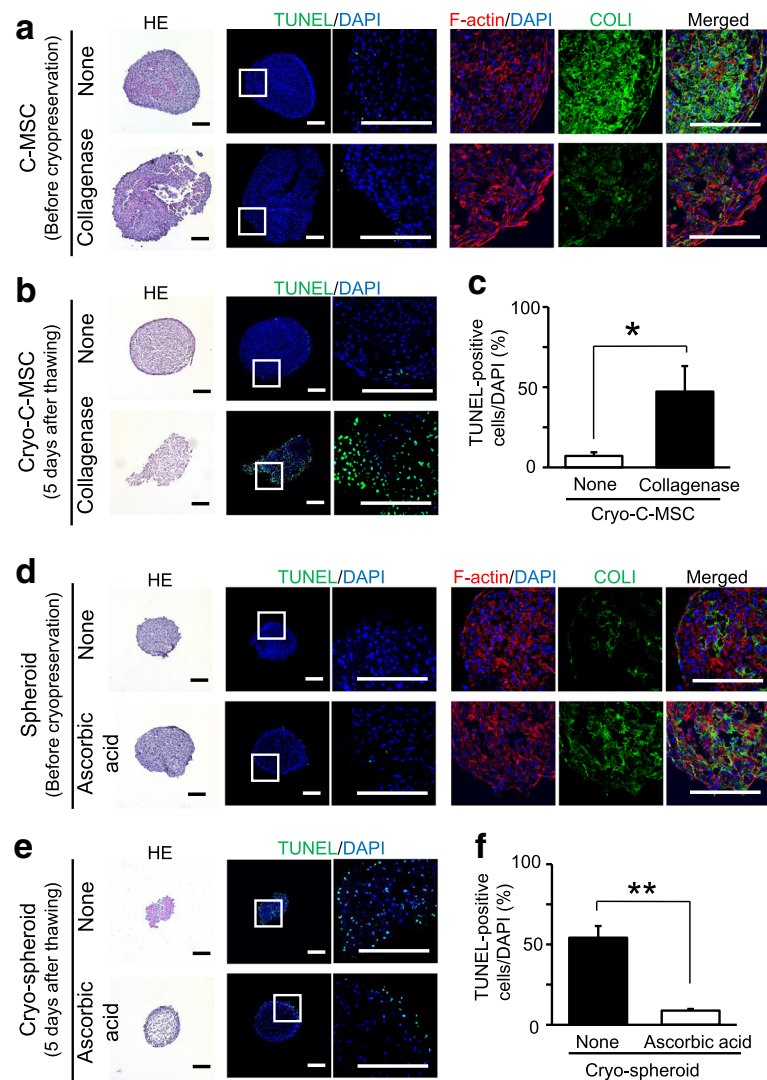 a
HE
TUNEL/DAPI
F-actin/DAPI
COLI
Merged
C-MSC
(Before cryopreservation)
None
Collagenase
b
HE
TUNEL/DAPI
Cryo-C-MSC
(5 days after thawing)
None
Collagenase
c
TUNEL-positive
cells/DAPI (%)
100
50
0
*
None
Collagenase
Cryo-C-MSC
d
HE
TUNEL/DAPI
F-actin/DAPI
COLI
Merged
Spheroid
(Before cryopreservation)
None
Ascorbic
acid
e
HE
TUNEL/DAPI
Cryo-spheroid
(5 days after thawing)
None
Ascorbic
acid
f
TUNEL-positive
cells/DAPI (%)
100
50
0
**
None
Ascorbic acid
Cryo-spheroid